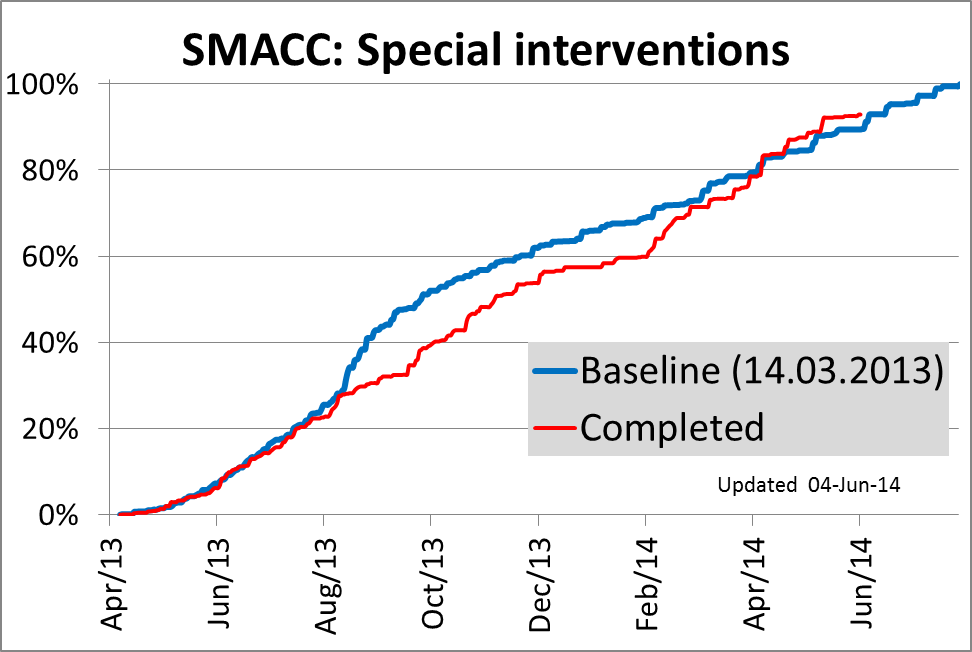 SMACC: Special interventions
100%
80%
60%
40%
20%
0%
Baseline (14.03.2013)
Completed
Updated 04-Jun-14
Apr/13
Jun/13
Aug/13
Oct/13
Dec/13
Feb/14
Apr/14
Jun/14